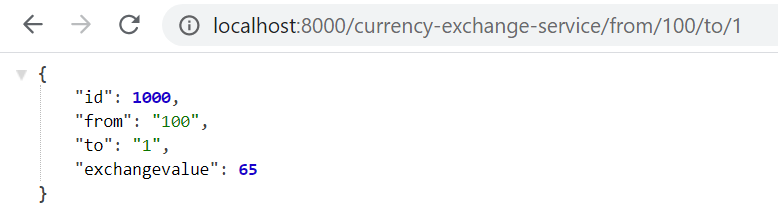 localhost:8000/currency-exchange-service/from/100/to/1
{
"id": 1000,
"from": "100",
"to": "1",
"exchangevalue": 65
}